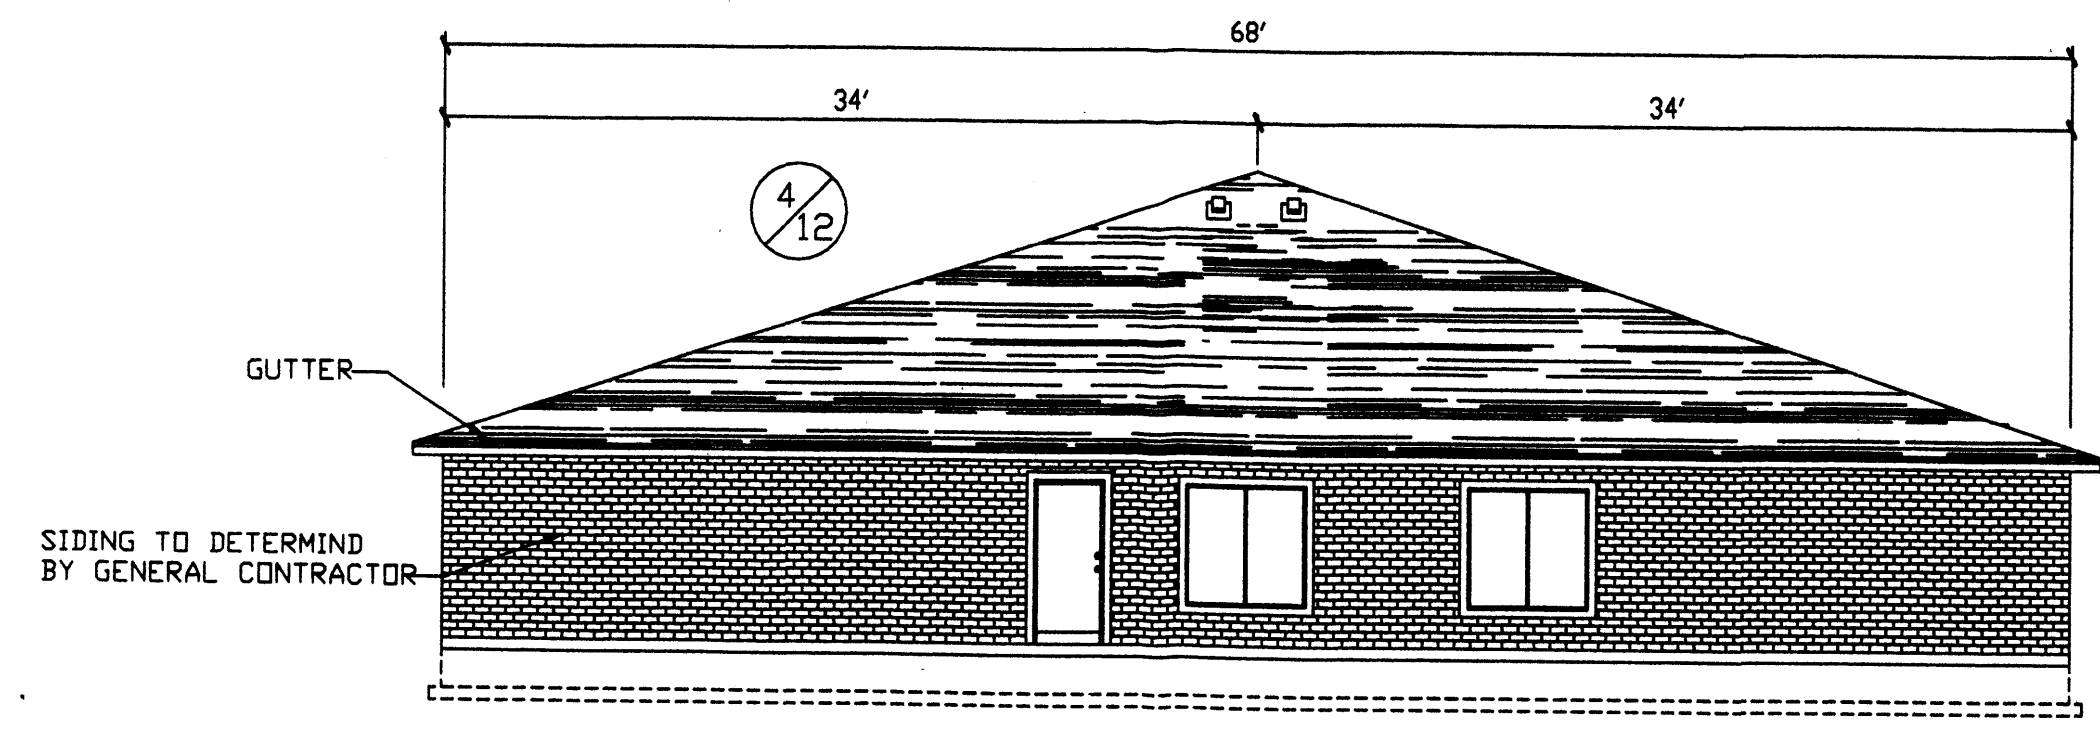 68'
34'
34'
4/12
GUTTER
SIDING TO DETERMIND
BY GENERAL CONTRACTOR